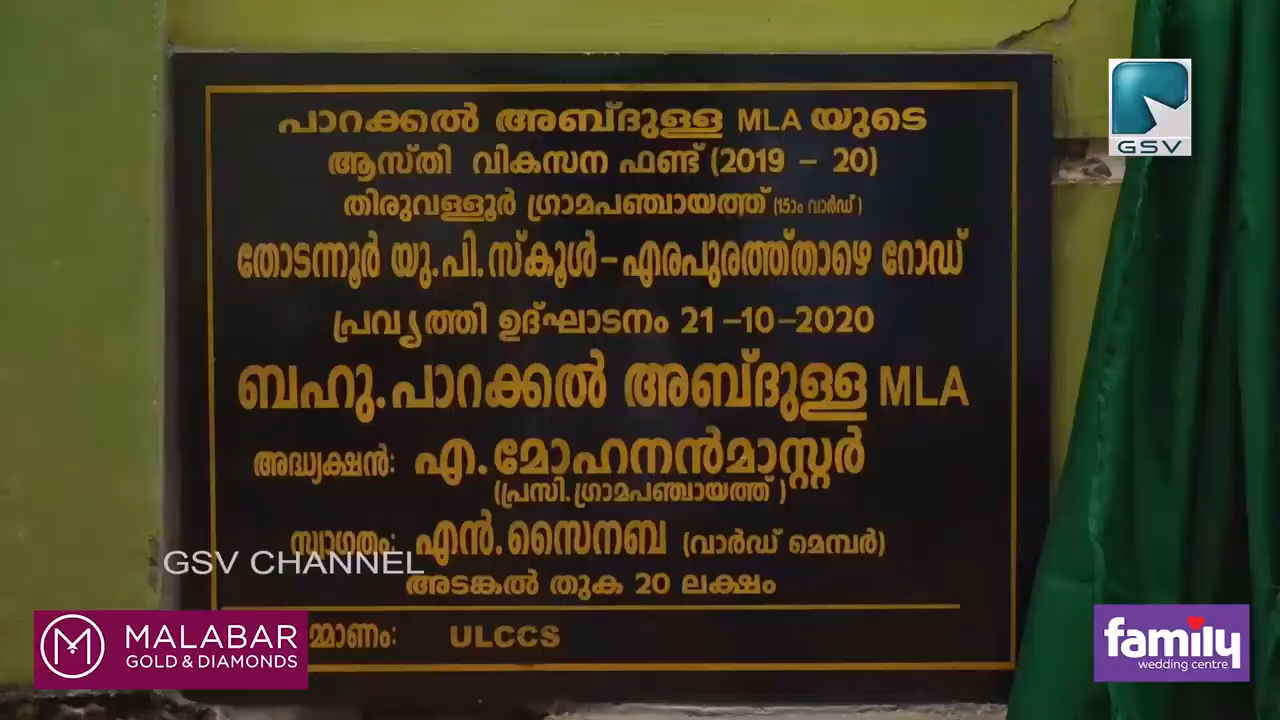 പാറക്കൽ അബ്ദുള്ള MLA യുടെ
ആസ്തി വികസന ഫണ്ട് (2019 - 20)
തിരുവള്ളൂർ ഗ്രാമപഞ്ചായത്ത് (15ാം വാർഡ്)
തോടന്നൂർ യു.പി.സ്കൂൾ-എരപുരത്ത്താഴെ റോഡ്
പ്രവൃത്തി ഉദ്ഘാടനം 21-10-2020
ബഹു.പാറക്കൽ അബ്ദുള്ള MLA
അദ്ധ്യക്ഷൻ: എ.മോഹനൻമാസ്റ്റർ
(പ്രസി.ഗ്രാമപഞ്ചായത്ത്)
സ്വാഗതം: എൻ.സൈനബ (വാർഡ് മെമ്പർ)
അടങ്കൽ തുക 20 ലക്ഷം
ULCCS
GSV
GSV CHANNEL
MALABAR
GOLD & DIAMONDS
family
wedding centre